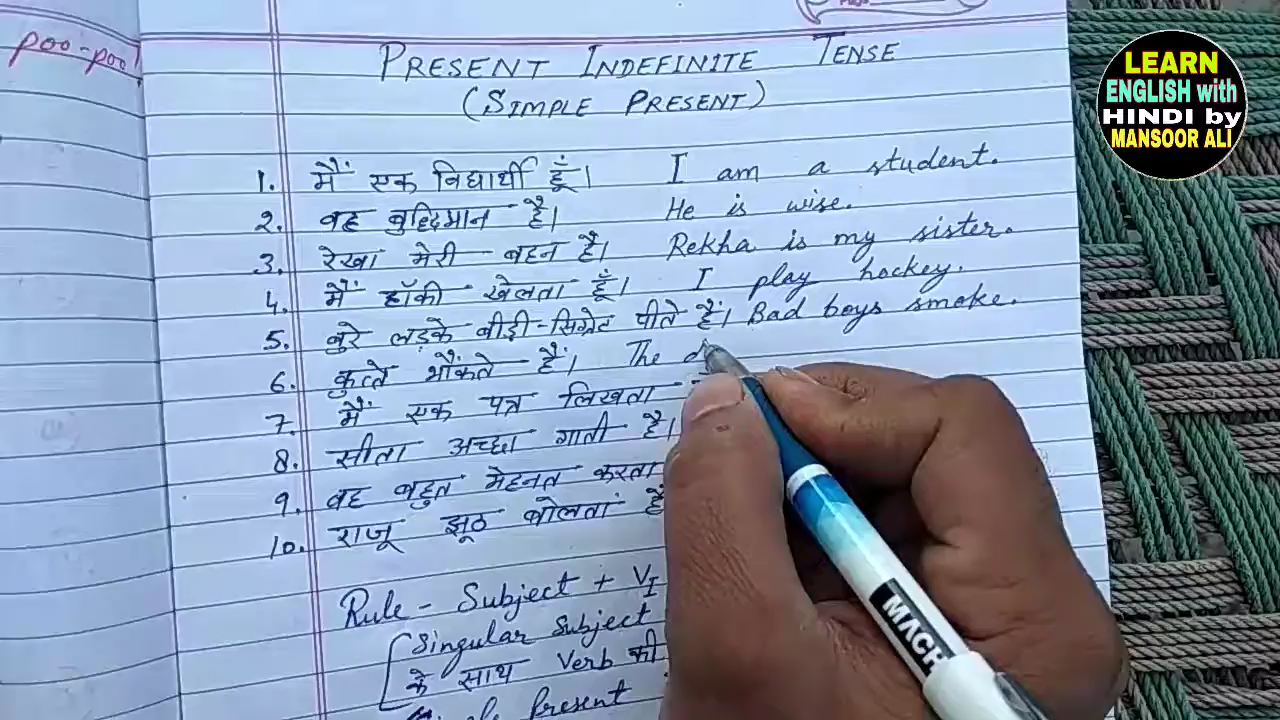 poo-poo
PRESENT INDEFINITE TENSE
(SIMPLE PRESENT)
LEARN
ENGLISH with
HINDI by
MANSOOR ALI
1. मैं एक विद्यार्थी हूँ। I am a student.
2. वह बुद्धिमान है। He is wise.
3. रेखा मेरी बहन है। Rekha is my sister.
4. मैं हॉकी खेलता हूँ। I play hockey.
5. बुरे लड़के बीड़ी-सिग्रेट पीते हैं। Bad boys smoke.
6. कुत्ते भौंकते हैं। The d
7. मैं एक पत्र लिखता
8. सीता अच्छा गाती है।
9. वह बहुत मेहनत करता
10. राजू झूठ बोलता है
Rule - Subject + VI
Singular Subject
के साथ Verb की
Present
MACH